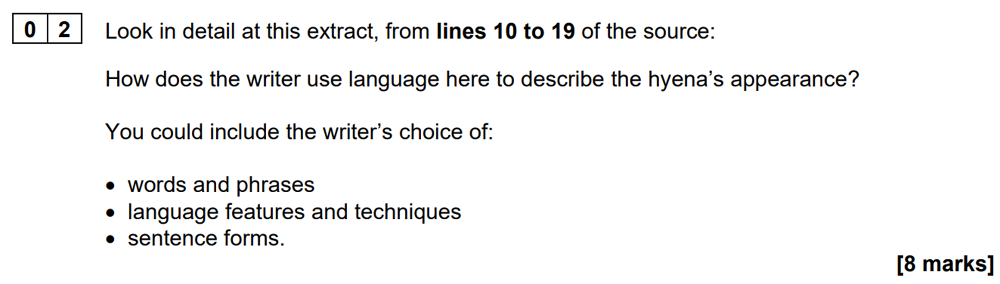 0 2 Look in detail at this extract, from lines 10 to 19 of the source:
How does the writer use language here to describe the hyena’s appearance?
You could include the writer’s choice of:
• words and phrases
• language features and techniques
• sentence forms.
[8 marks]